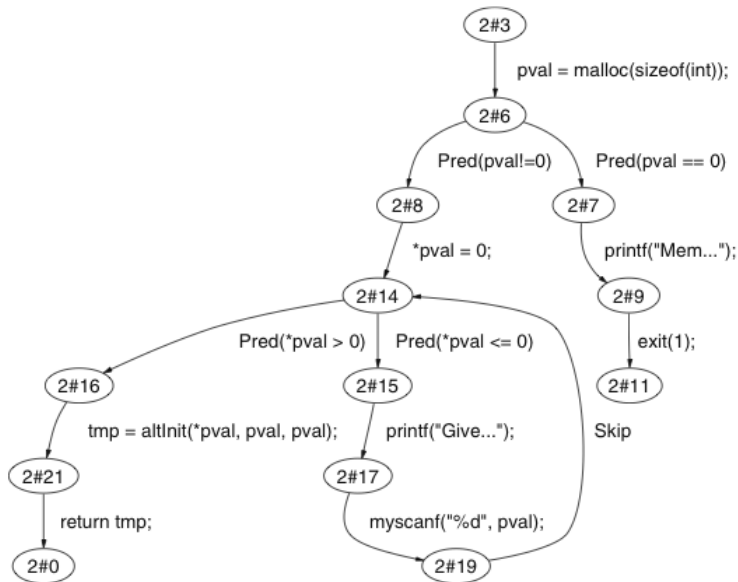 2#3
pval = malloc(sizeof(int));
2#6
Pred(pval!=0) Pred(pval == 0)
2#8 2#7
*pval = 0; printf("Mem...");
2#14 2#9
Pred(*pval > 0) Pred(*pval <= 0) exit(1);
2#16 2#15 2#11
tmp = altInit(*pval, pval, pval); printf("Give..."); Skip
2#21 2#17
return tmp; myscanf("%d", pval);
2#0 2#19